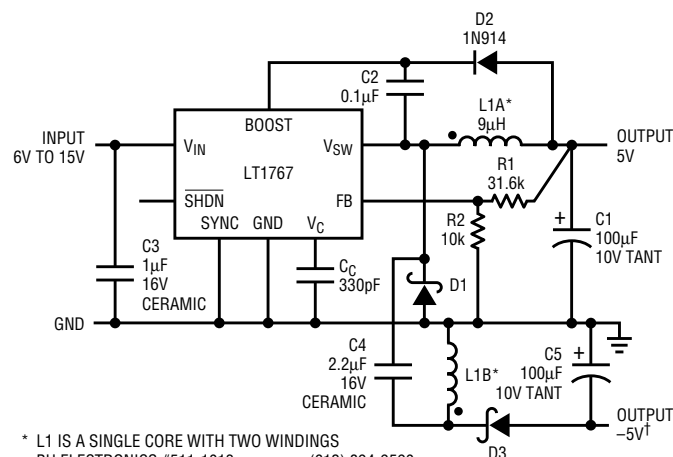 D2
1N914
C2
0.1µF
L1A*
9µH
INPUT
6V TO 15V
BOOST
V_IN
V_SW
LT1767
OUTPUT
5V
R1
31.6k
SHDN
FB
SYNC
GND
V_C
R2
10k
C1
100µF
10V TANT
+
C3
1µF
16V
CERAMIC
C_C
330pF
D1
GND
C4
2.2µF
16V
CERAMIC
L1B*
C5
100µF
10V TANT
+
OUTPUT
–5V†
D3
* L1 IS A SINGLE CORE WITH TWO WINDINGS